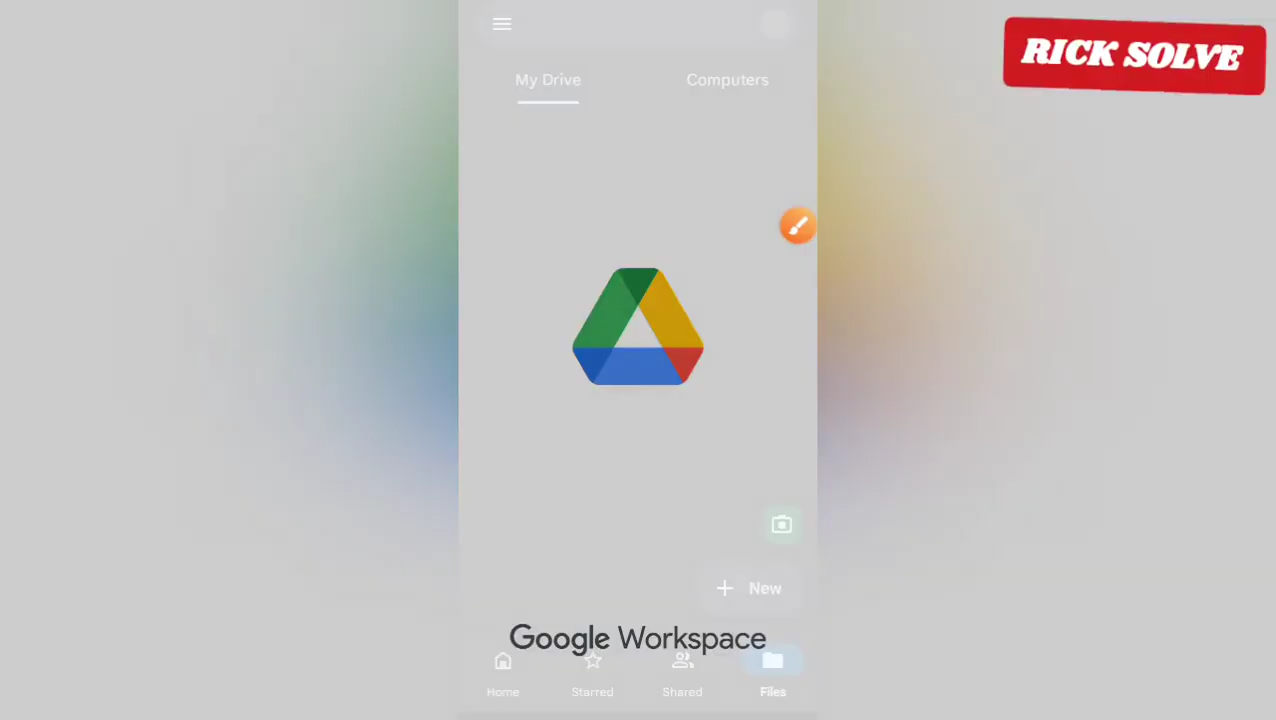 RICK SOLVE
My Drive
Computers
New
Google Workspace
Home
Starred
Shared
Files